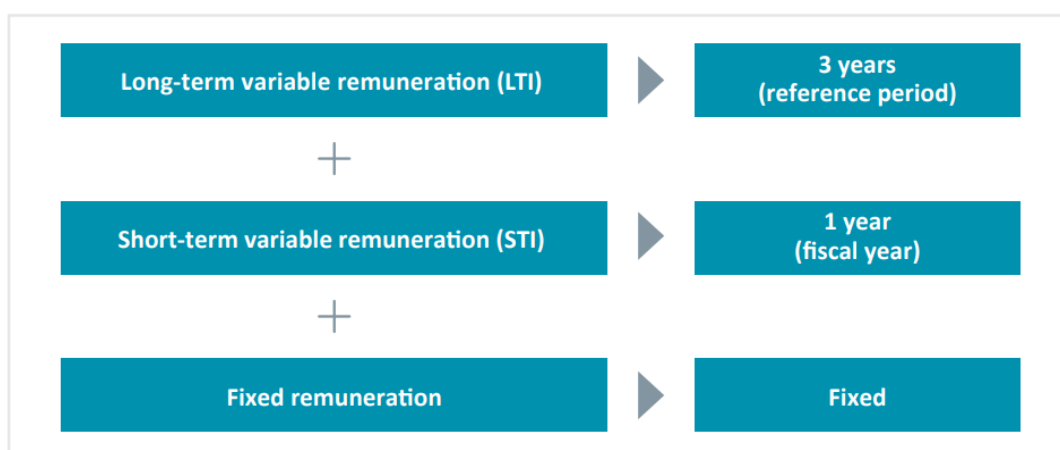 Long-term variable remuneration (LTI)
3 years
(reference period)
+
Short-term variable remuneration (STI)
1 year
(fiscal year)
+
Fixed remuneration
Fixed